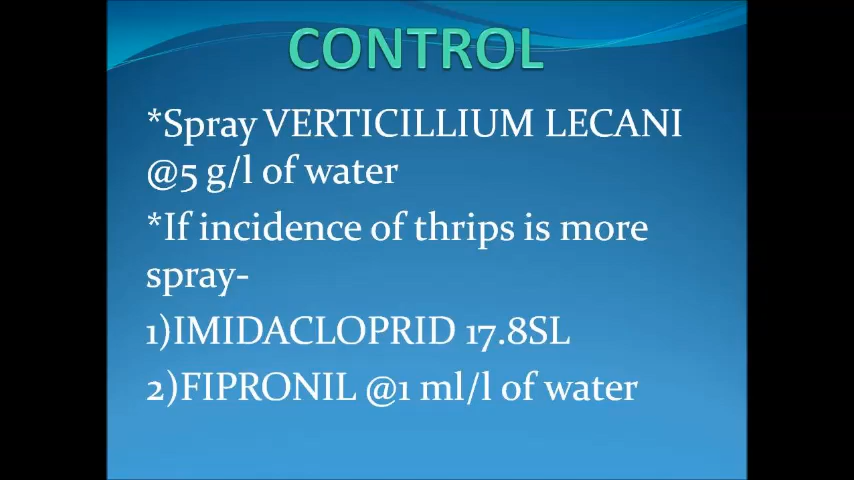 CONTROL
*Spray VERTICILLIUM LECANI
@5 g/l of water
*If incidence of thrips is more
spray-
1)IMIDACLOPRID 17.8SL
2)FIPRONIL @1 ml/l of water